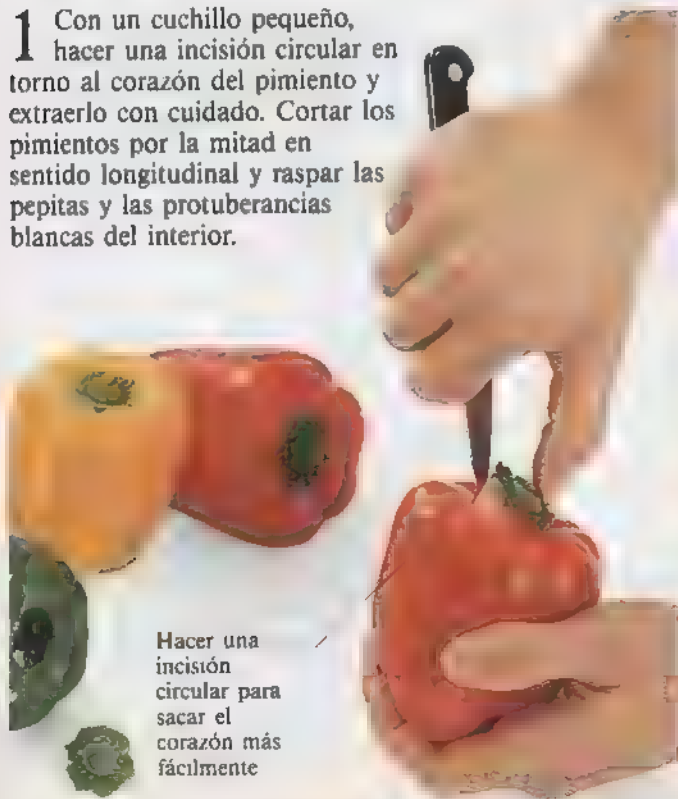 1 Con un cuchillo pequeño,
hacer una incisión circular en
torno al corazón del pimiento y
extraerlo con cuidado. Cortar los
pimientos por la mitad en
sentido longitudinal y raspar las
pepitas y las protuberancias
blancas del interior.
Hacer una
incisión
circular para
sacar el
corazón más
fácilmente